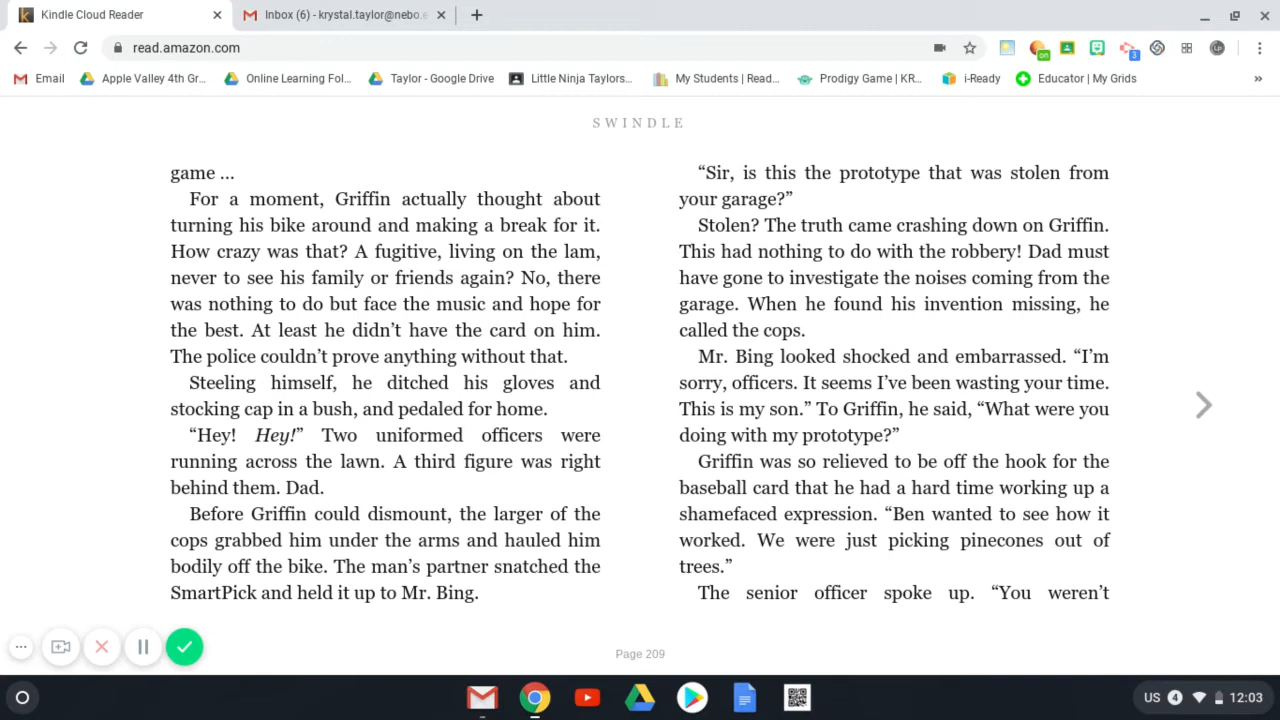 Kindle Cloud Reader
Inbox (6) - krystal.taylor@nebo.e
read.amazon.com
on
3
LP
Email
Apple Valley 4th Gr...
Online Learning Fol...
Taylor - Google Drive
Little Ninja Taylors...
My Students | Read...
Prodigy Game | KR...
i-Ready
Educator | My Grids
»
SWINDLE
game ...
For a moment, Griffin actually thought about
turning his bike around and making a break for it.
How crazy was that? A fugitive, living on the lam,
never to see his family or friends again? No, there
was nothing to do but face the music and hope for
the best. At least he didn’t have the card on him.
The police couldn’t prove anything without that.
Steeling himself, he ditched his gloves and
stocking cap in a bush, and pedaled for home.
“Hey! Hey!” Two uniformed officers were
running across the lawn. A third figure was right
behind them. Dad.
Before Griffin could dismount, the larger of the
cops grabbed him under the arms and hauled him
bodily off the bike. The man’s partner snatched the
SmartPick and held it up to Mr. Bing.
“Sir, is this the prototype that was stolen from
your garage?”
Stolen? The truth came crashing down on Griffin.
This had nothing to do with the robbery! Dad must
have gone to investigate the noises coming from the
garage. When he found his invention missing, he
called the cops.
Mr. Bing looked shocked and embarrassed. “I’m
sorry, officers. It seems I’ve been wasting your time.
This is my son.” To Griffin, he said, “What were you
doing with my prototype?”
Griffin was so relieved to be off the hook for the
baseball card that he had a hard time working up a
shamefaced expression. “Ben wanted to see how it
worked. We were just picking pinecones out of
trees.”
The senior officer spoke up. “You weren’t
Page 209
US 4 12:03